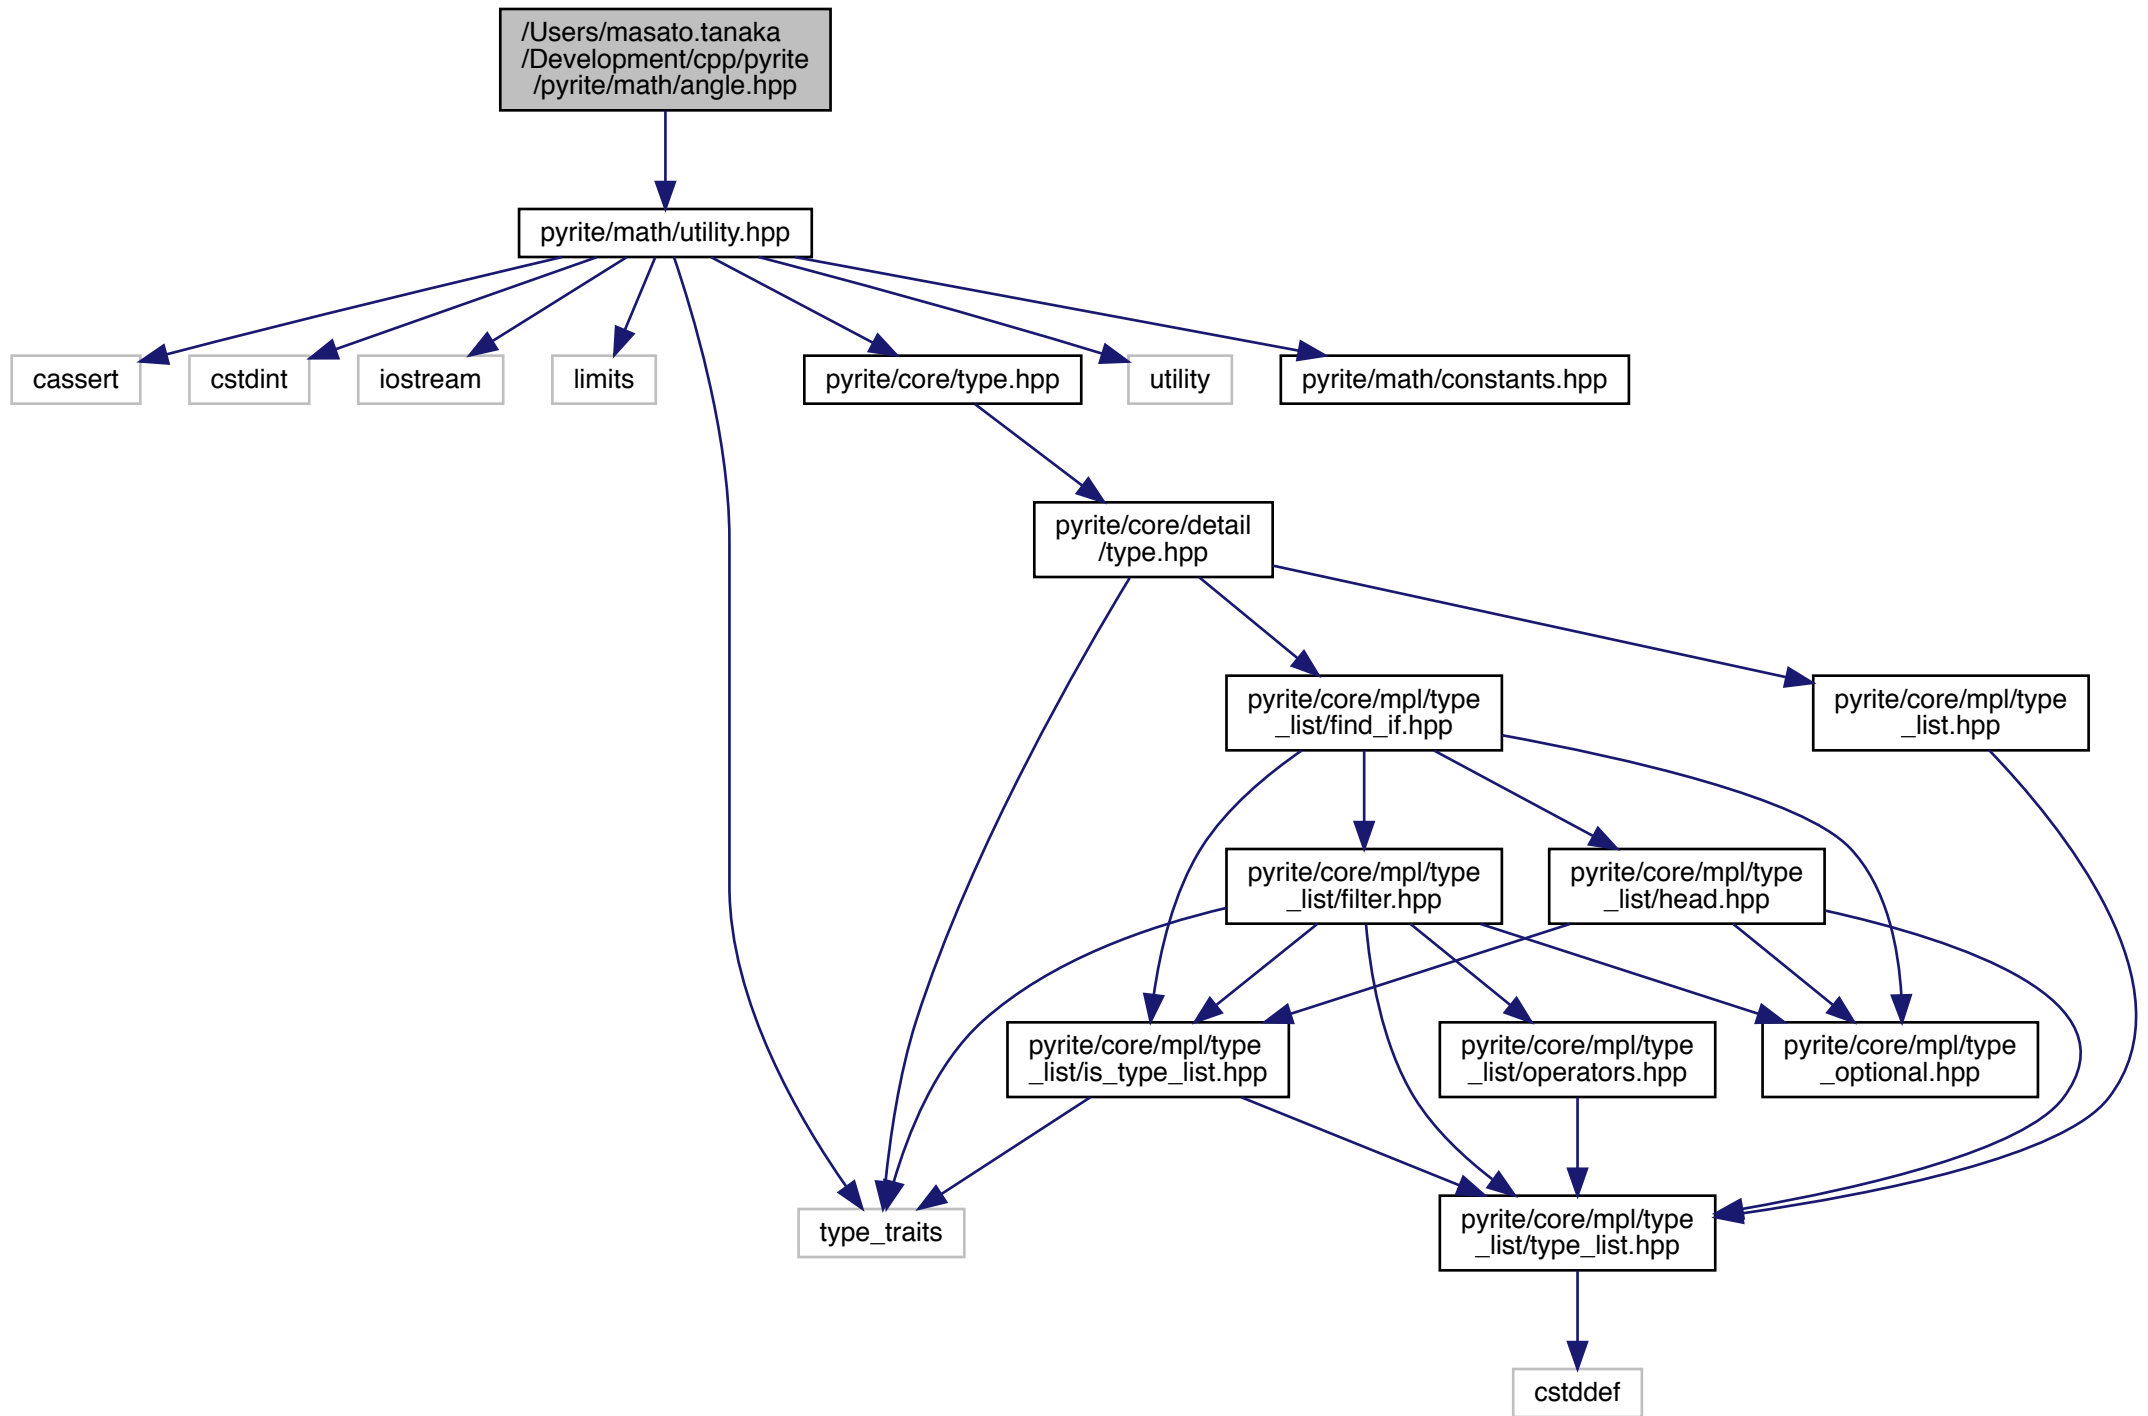 /Users/masato.tanaka
/Development/cpp/pyrite
/pyrite/math/angle.hpp
pyrite/math/utility.hpp
cassert
cstdint
iostream
limits
pyrite/core/type.hpp
utility
pyrite/math/constants.hpp
pyrite/core/detail
/type.hpp
pyrite/core/mpl/type
_list/find_if.hpp
pyrite/core/mpl/type
_list.hpp
pyrite/core/mpl/type
_list/filter.hpp
pyrite/core/mpl/type
_list/head.hpp
pyrite/core/mpl/type
_list/is_type_list.hpp
pyrite/core/mpl/type
_list/operators.hpp
pyrite/core/mpl/type
_optional.hpp
type_traits
pyrite/core/mpl/type
_list/type_list.hpp
cstddef